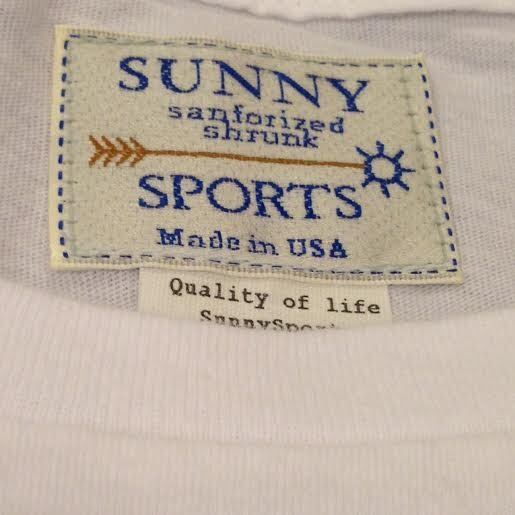 SUNNY
sanforized
shrunk
SPORTS
Made in USA
Quality of life